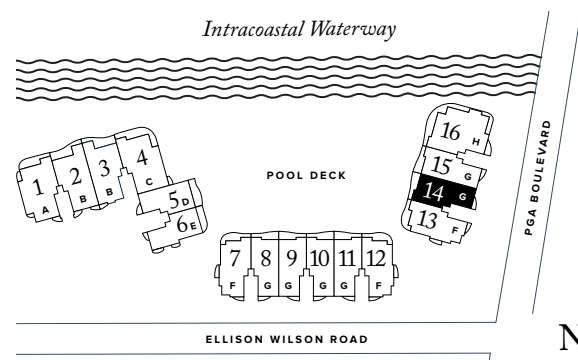 Intracoastal Waterway
1 A
2 B
3 B
4 C
5 D
6 E
POOL DECK
16 H
15 G
14 G
13 F
7 F
8 G
9 G
10 G
11 G
12 F
PGA BOULEVARD
ELLISON WILSON ROAD
N